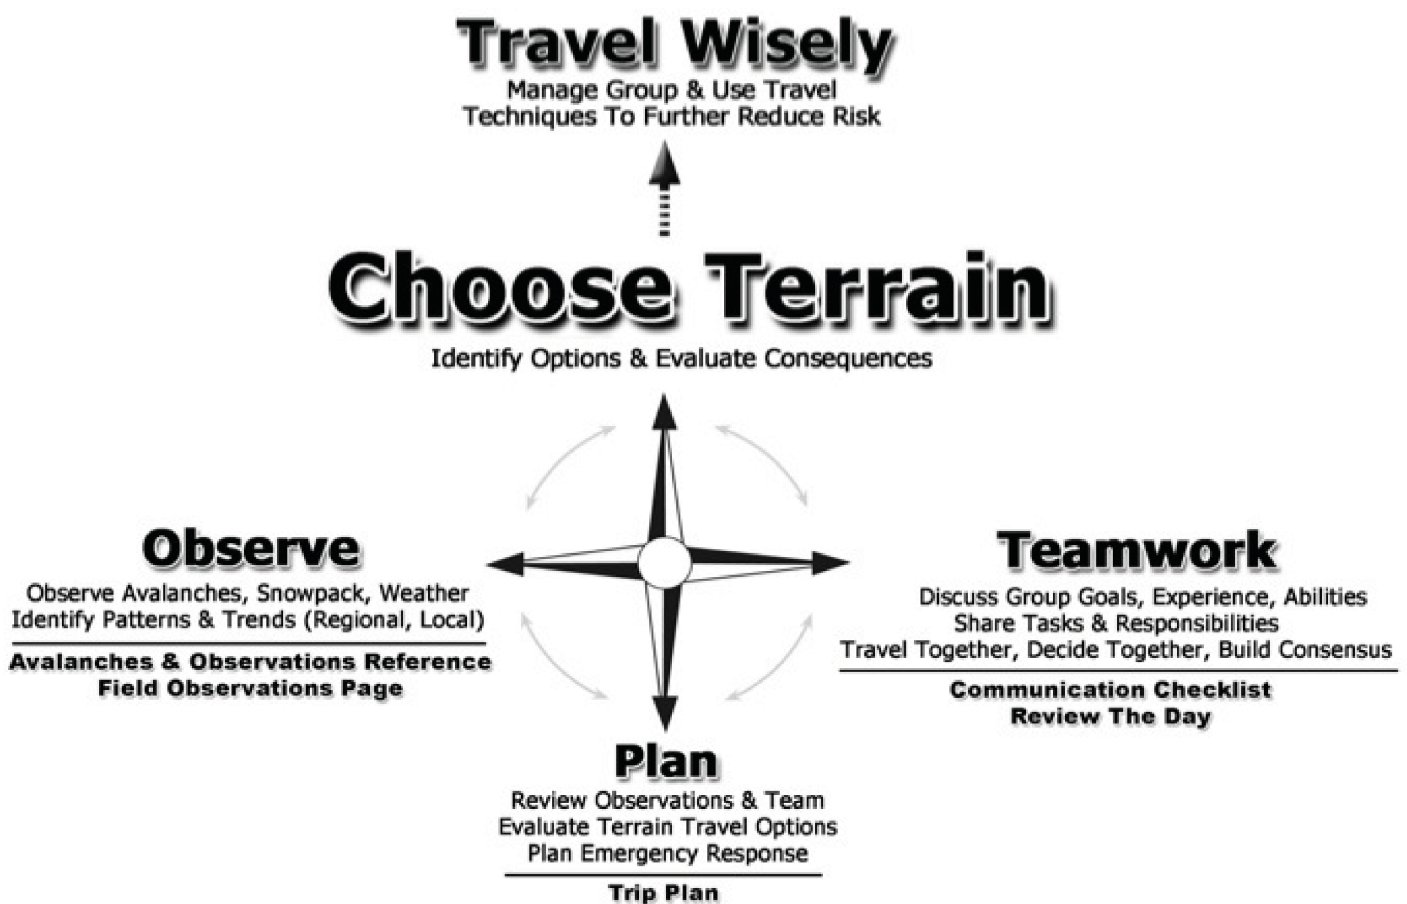 Travel Wisely
Manage Group & Use Travel
Techniques To Further Reduce Risk
Choose Terrain
Identify Options & Evaluate Consequences
Observe
Observe Avalanches, Snowpack, Weather
Identify Patterns & Trends (Regional, Local)
Avalanches & Observations Reference
Field Observations Page
Teamwork
Discuss Group Goals, Experience, Abilities
Share Tasks & Responsibilities
Travel Together, Decide Together, Build Consensus
Communication Checklist
Review The Day
Plan
Review Observations & Team
Evaluate Terrain Travel Options
Plan Emergency Response
Trip Plan